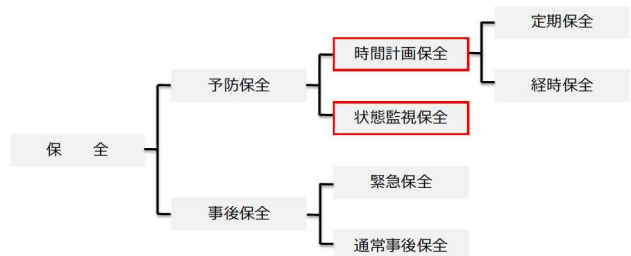 定期保全
時間計画保全
予防保全
経時保全
状態監視保全
保　全
緊急保全
事後保全
通常事後保全